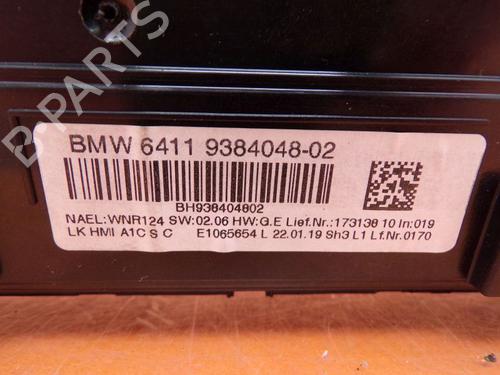 B-PARTS
BMW 6411 9384048-02
BH938404802
NAEL:WNR124 SW:02.06 HW:G.E Lief.Nr.:173138 10 In:019
LK HMI A1C S C E1065654 L 22.01.19 Sh3 L1 Lf.Nr.0170